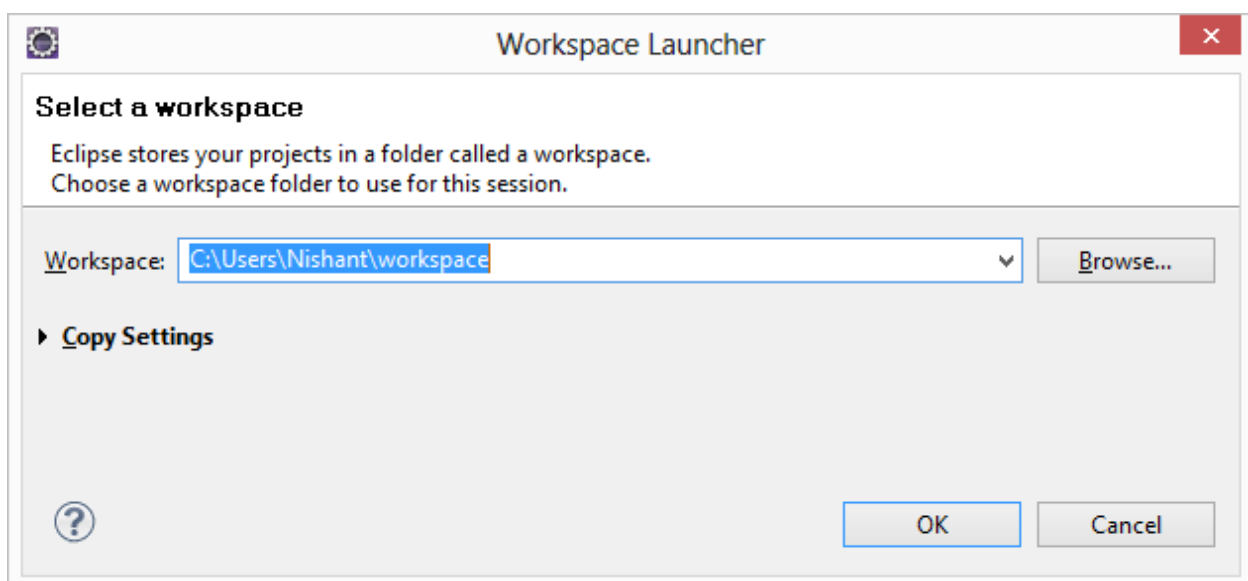 Workspace Launcher
Select a workspace
Eclipse stores your projects in a folder called a workspace.
Choose a workspace folder to use for this session.
Workspace: C:\Users\Nishant\workspace Browse...
Copy Settings
OK Cancel